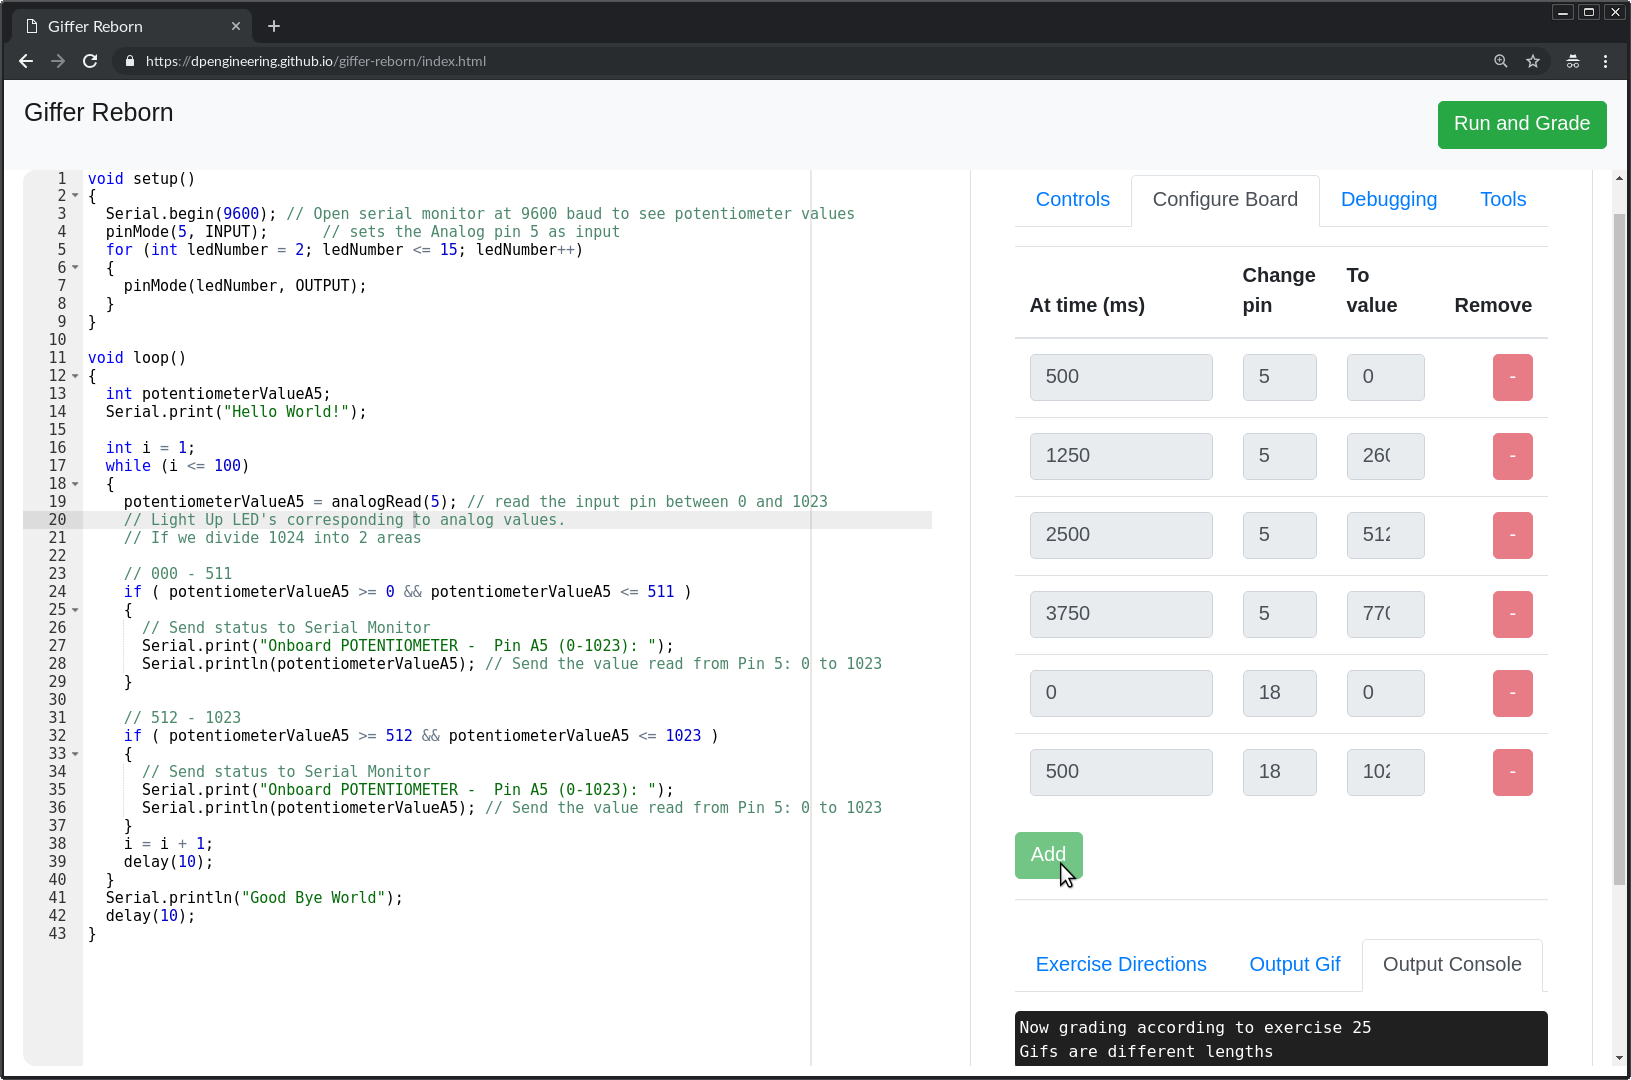 Giffer Reborn
https://dpengineering.github.io/giffer-reborn/index.html
Giffer Reborn
Run and Grade
1 void setup()
2 {
3 Serial.begin(9600); // Open serial monitor at 9600 baud to see potentiometer values
4 pinMode(5, INPUT); // sets the Analog pin 5 as input
5 for (int ledNumber = 2; ledNumber <= 15; ledNumber++)
6 {
7 pinMode(ledNumber, OUTPUT);
8 }
9 }
10
11 void loop()
12 {
13 int potentiometerValueA5;
14 Serial.print("Hello World!");
15
16 int i = 1;
17 while (i <= 100)
18 {
19 potentiometerValueA5 = analogRead(5); // read the input pin between 0 and 1023
20 // Light Up LED's corresponding to analog values.
21 // If we divide 1024 into 2 areas
22
23 // 000 - 511
24 if ( potentiometerValueA5 >= 0 && potentiometerValueA5 <= 511 )
25 {
26 // Send status to Serial Monitor
27 Serial.print("Onboard POTENTIOMETER -  Pin A5 (0-1023): ");
28 Serial.println(potentiometerValueA5); // Send the value read from Pin 5: 0 to 1023
29 }
30
31 // 512 - 1023
32 if ( potentiometerValueA5 >= 512 && potentiometerValueA5 <= 1023 )
33 {
34 // Send status to Serial Monitor
35 Serial.print("Onboard POTENTIOMETER -  Pin A5 (0-1023): ");
36 Serial.println(potentiometerValueA5); // Send the value read from Pin 5: 0 to 1023
37 }
38 i = i + 1;
39 delay(10);
40 }
41 Serial.println("Good Bye World");
42 delay(10);
43 }
Controls Configure Board Debugging Tools
At time (ms) Change pin To value Remove
500 5 0 -
1250 5 260 -
2500 5 512 -
3750 5 770 -
0 18 0 -
500 18 102 -
Add
Exercise Directions Output Gif Output Console
Now grading according to exercise 25
Gifs are different lengths